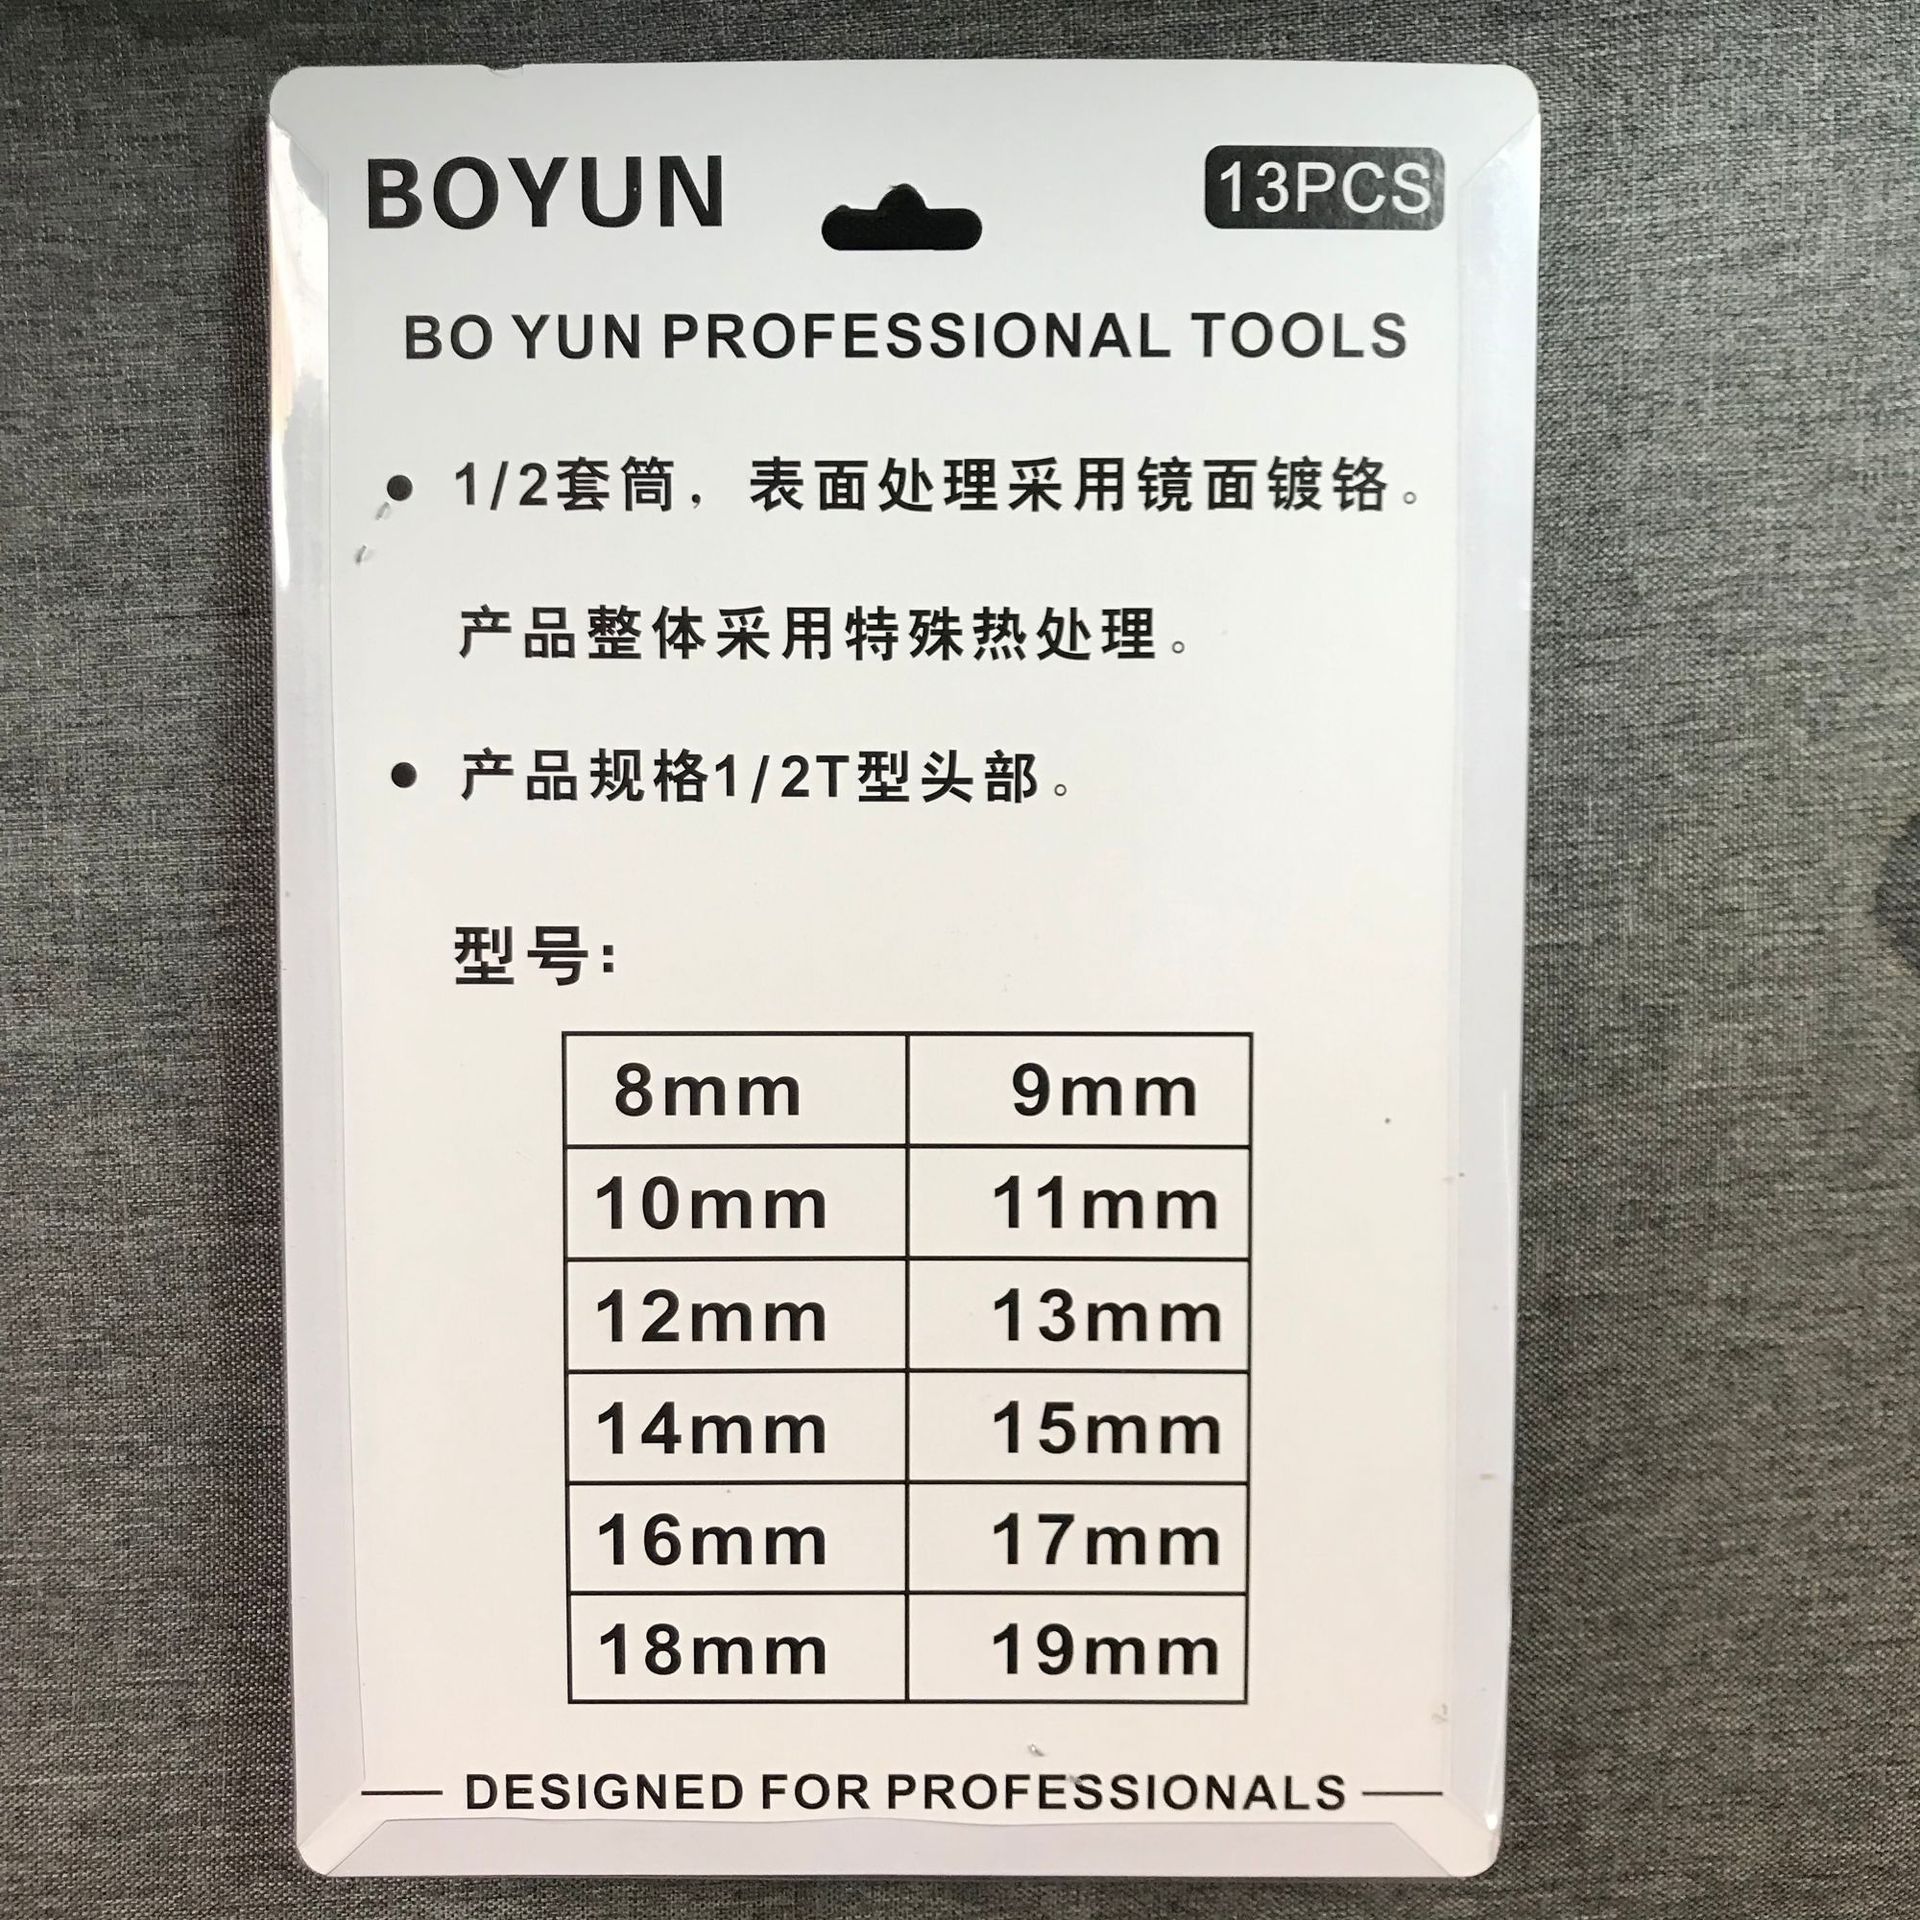 BOYUN
13PCS
BO YUN PROFESSIONAL TOOLS
● 1/2套筒，表面处理采用镜面镀铬。
产品整体采用特殊热处理。
● 产品规格1/2T型头部。
型号:
8mm 9mm
10mm 11mm
12mm 13mm
14mm 15mm
16mm 17mm
18mm 19mm
DESIGNED FOR PROFESSIONALS